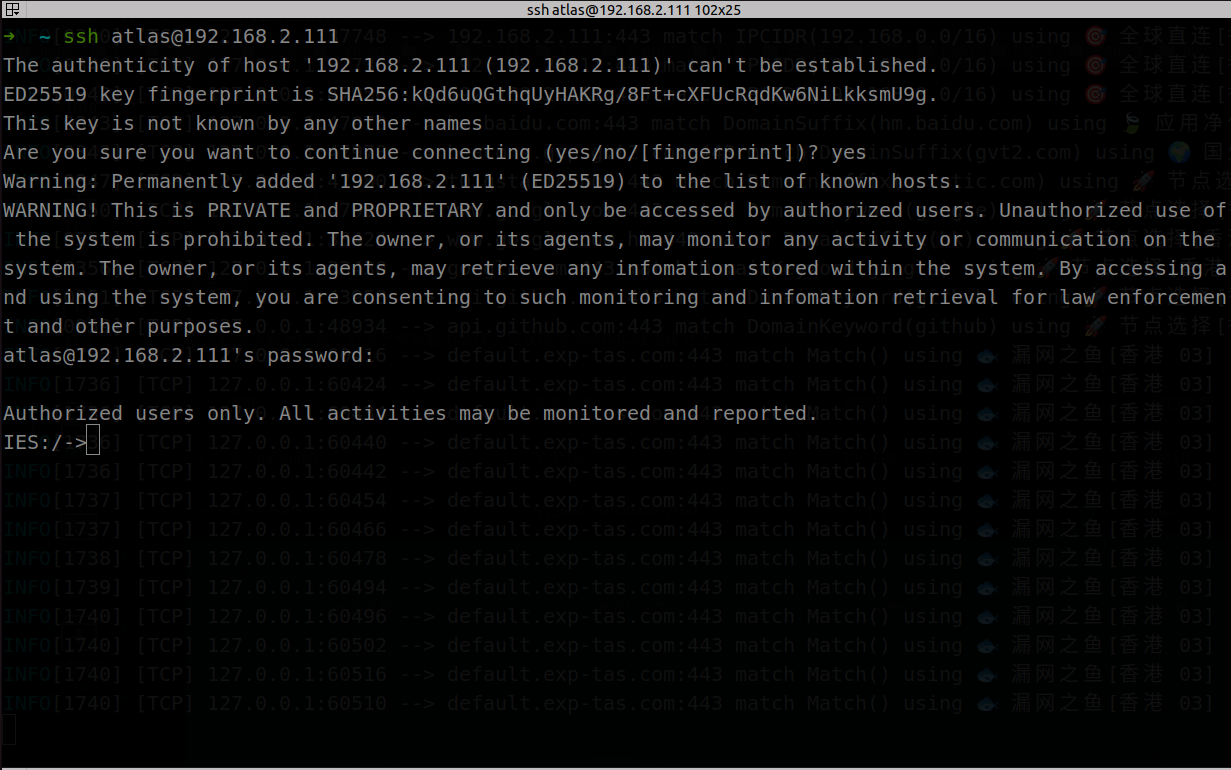 ssh atlas@192.168.2.111 102x25
➜  ~ ssh atlas@192.168.2.111
The authenticity of host '192.168.2.111 (192.168.2.111)' can't be established.
ED25519 key fingerprint is SHA256:kQd6uQGthqUyHAKRg/8Ft+cXFUcRqdKw6NiLkksmU9g.
This key is not known by any other names
Are you sure you want to continue connecting (yes/no/[fingerprint])? yes
Warning: Permanently added '192.168.2.111' (ED25519) to the list of known hosts.
WARNING! This is PRIVATE and PROPRIETARY and only be accessed by authorized users. Unauthorized use of
 the system is prohibited. The owner, or its agents, may monitor any activity or communication on the
system. The owner, or its agents, may retrieve any infomation stored within the system. By accessing a
nd using the system, you are consenting to such monitoring and infomation retrieval for law enforcemen
t and other purposes.
atlas@192.168.2.111's password:
INFO[1736] [TCP] 127.0.0.1:60424 --> default.exp-tas.com:443 match Match() using 🐟 漏网之鱼[香港 03]
Authorized users only. All activities may be monitored and reported.
IES:/->
INFO[1736] [TCP] 127.0.0.1:60442 --> default.exp-tas.com:443 match Match() using 🐟 漏网之鱼[香港 03]
INFO[1737] [TCP] 127.0.0.1:60454 --> default.exp-tas.com:443 match Match() using 🐟 漏网之鱼[香港 03]
INFO[1737] [TCP] 127.0.0.1:60466 --> default.exp-tas.com:443 match Match() using 🐟 漏网之鱼[香港 03]
INFO[1738] [TCP] 127.0.0.1:60478 --> default.exp-tas.com:443 match Match() using 🐟 漏网之鱼[香港 03]
INFO[1739] [TCP] 127.0.0.1:60494 --> default.exp-tas.com:443 match Match() using 🐟 漏网之鱼[香港 03]
INFO[1740] [TCP] 127.0.0.1:60496 --> default.exp-tas.com:443 match Match() using 🐟 漏网之鱼[香港 03]
INFO[1740] [TCP] 127.0.0.1:60502 --> default.exp-tas.com:443 match Match() using 🐟 漏网之鱼[香港 03]
INFO[1740] [TCP] 127.0.0.1:60516 --> default.exp-tas.com:443 match Match() using 🐟 漏网之鱼[香港 03]
INFO[1740] [TCP] 127.0.0.1:60510 --> default.exp-tas.com:443 match Match() using 🐟 漏网之鱼[香港 03]